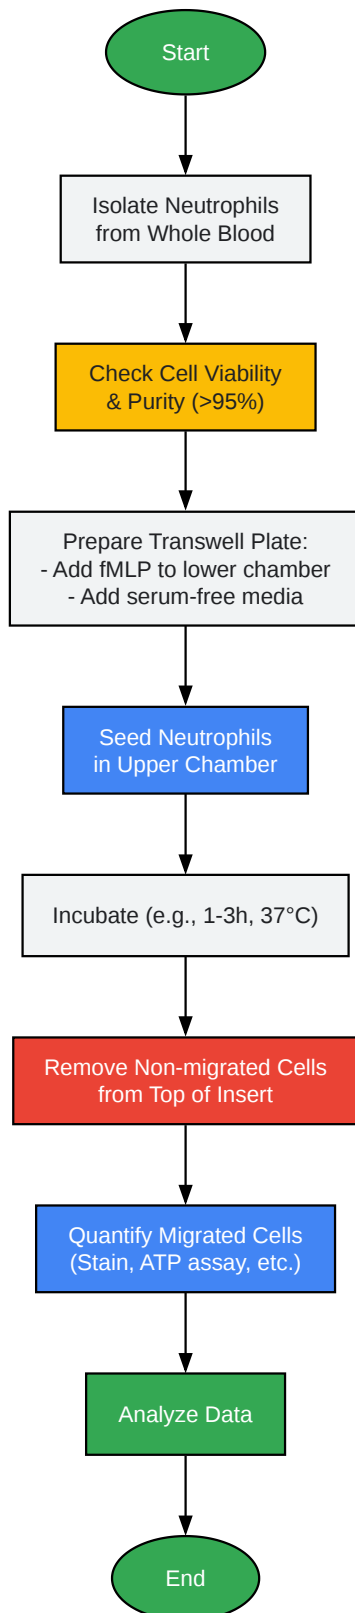 Start
Isolate Neutrophils
from Whole Blood
Check Cell Viability
& Purity (>95%)
Prepare Transwell Plate:
- Add fMLP to lower chamber
- Add serum-free media
Seed Neutrophils
in Upper Chamber
Incubate (e.g., 1-3h, 37°C)
Remove Non-migrated Cells
from Top of Insert
Quantify Migrated Cells
(Stain, ATP assay, etc.)
Analyze Data
End